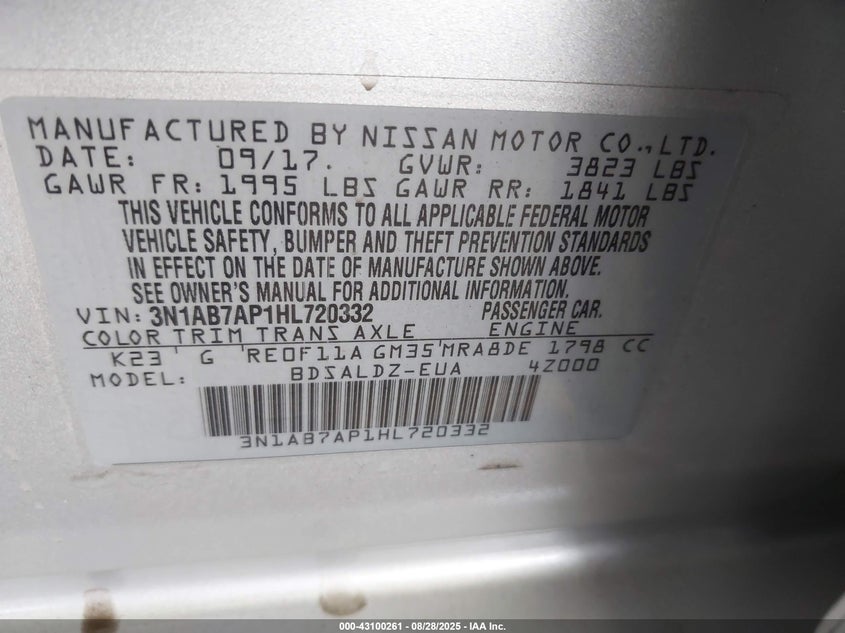 MANUFACTURED BY NISSAN MOTOR CO.,LTD.
DATE: 09/17. GVWR: 3823 LBS
GAWR FR: 1995 LBS GAWR RR: 1841 LBS
THIS VEHICLE CONFORMS TO ALL APPLICABLE FEDERAL MOTOR
VEHICLE SAFETY, BUMPER AND THEFT PREVENTION STANDARDS
IN EFFECT ON THE DATE OF MANUFACTURE SHOWN ABOVE.
SEE OWNER'S MANUAL FOR ADDITIONAL INFORMATION.
VIN: 3N1AB7AP1HL720332 PASSENGER CAR.
COLOR TRIM TRANS AXLE ENGINE
K23 G RE0F11A GM35 MRA8DE 1798 CC
MODEL: BDSALDZ-EUA 4Z000
3N1AB7AP1HL720332
000-43100261 | 08/28/2025 | IAA Inc.